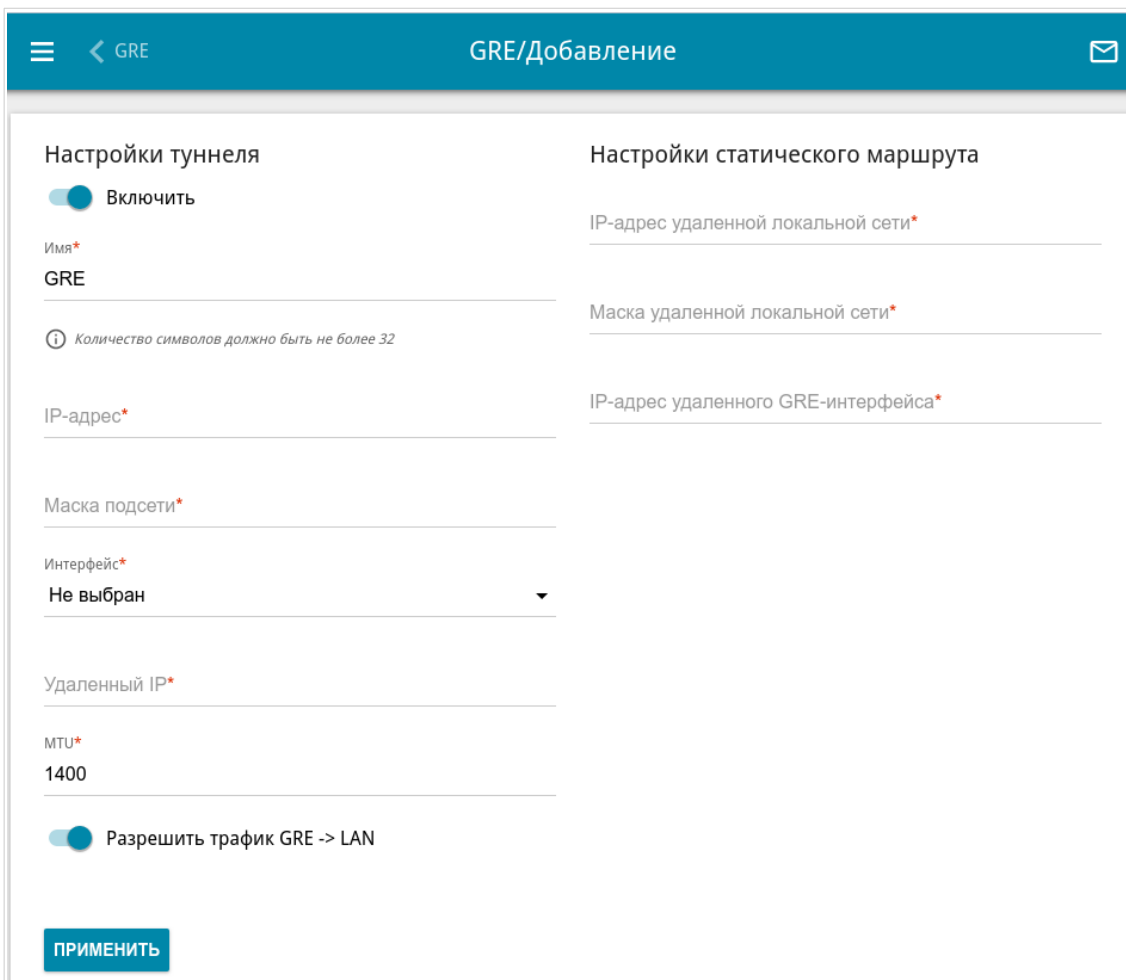 GRE
GRE/Добавление
Настройки туннеля
Включить
Имя*
GRE
Количество символов должно быть не более 32
IP-адрес*
Маска подсети*
Интерфейс*
Не выбран
Удаленный IP*
MTU*
1400
Разрешить трафик GRE -> LAN
ПРИМЕНИТЬ
Настройки статического маршрута
IP-адрес удаленной локальной сети*
Маска удаленной локальной сети*
IP-адрес удаленного GRE-интерфейса*